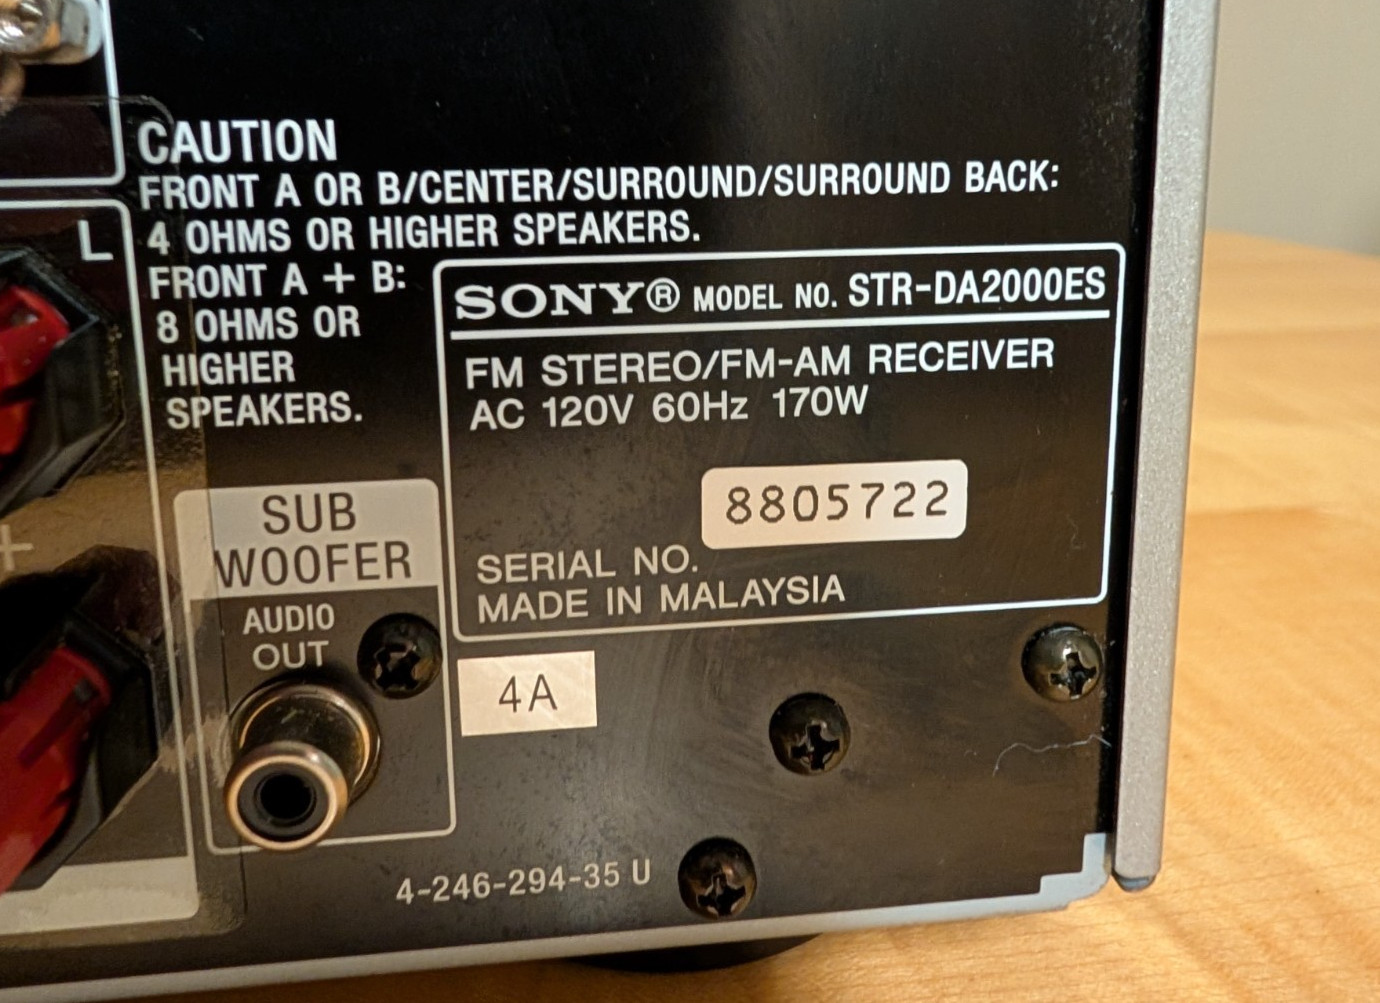 CAUTION
FRONT A OR B/CENTER/SURROUND/SURROUND BACK:
4 OHMS OR HIGHER SPEAKERS.
FRONT A + B:
8 OHMS OR
HIGHER
SPEAKERS.
L
+
SONY® MODEL NO. STR-DA2000ES
FM STEREO/FM-AM RECEIVER
AC 120V 60Hz 170W
8805722
SERIAL NO.
MADE IN MALAYSIA
SUB
WOOFER
AUDIO
OUT
4A
4-246-294-35 U